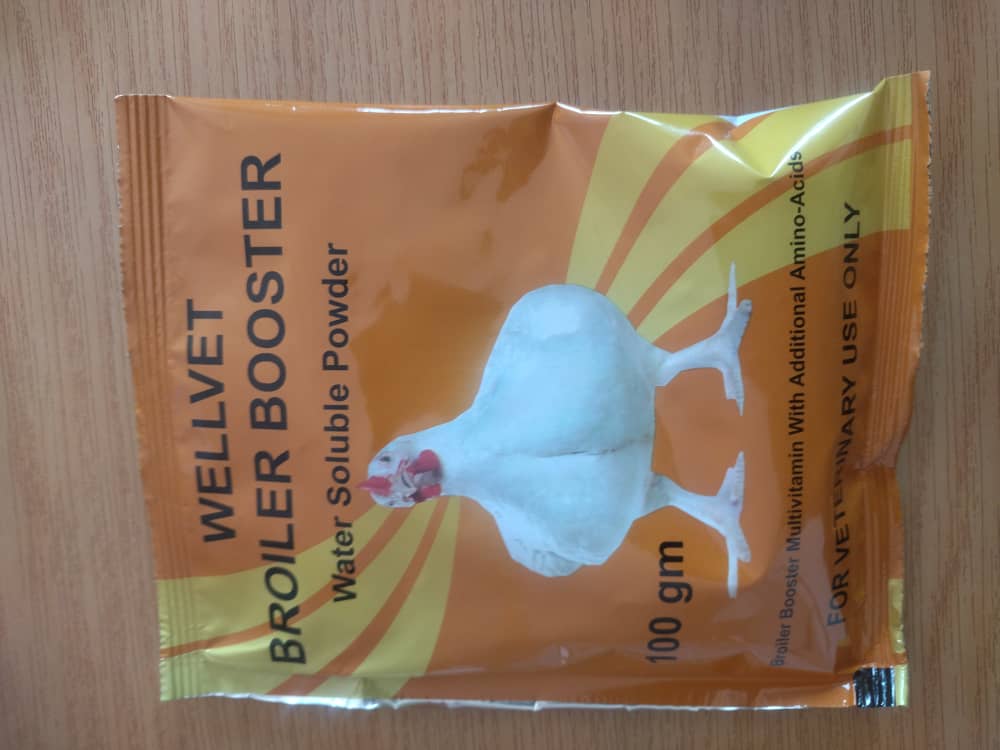 WELLVET
BROILER BOOSTER
Water Soluble Powder
100 gm
Broiler Booster Multivitamin With Additional Amino-Acids
FOR VETERINARY USE ONLY